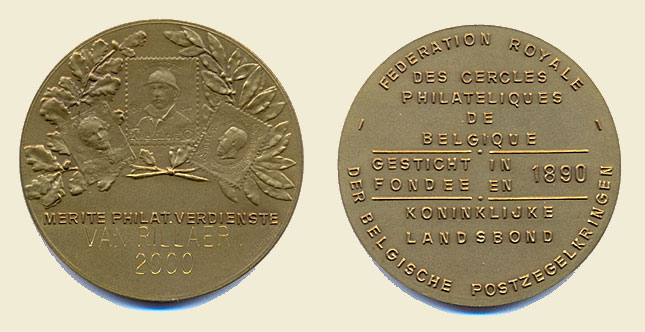 MERITE PHILAT. VERDIENSTE
VAN RILLAER
2000
FEDERATION ROYALE
DES CERCLES
PHILATELIQUES
DE
BELGIQUE
GESTICHT IN
FONDEE EN 1890
KONINKLIJKE
LANDSBOND
DER BELGISCHE POSTZEGELKRINGEN